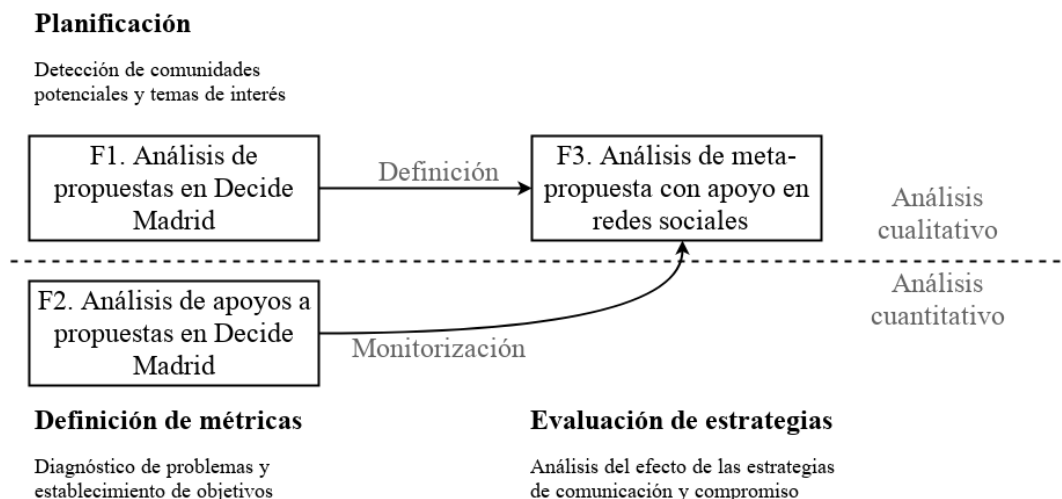 Planificación
Detección de comunidades
potenciales y temas de interés
F1. Análisis de
propuestas en Decide
Madrid
Definición
F3. Análisis de meta-
propuesta con apoyo en
redes sociales
Análisis
cualitativo
F2. Análisis de apoyos a
propuestas en Decide
Madrid
Monitorización
Análisis
cuantitativo
Definición de métricas
Diagnóstico de problemas y
establecimiento de objetivos
Evaluación de estrategias
Análisis del efecto de las estrategias
de comunicación y compromiso